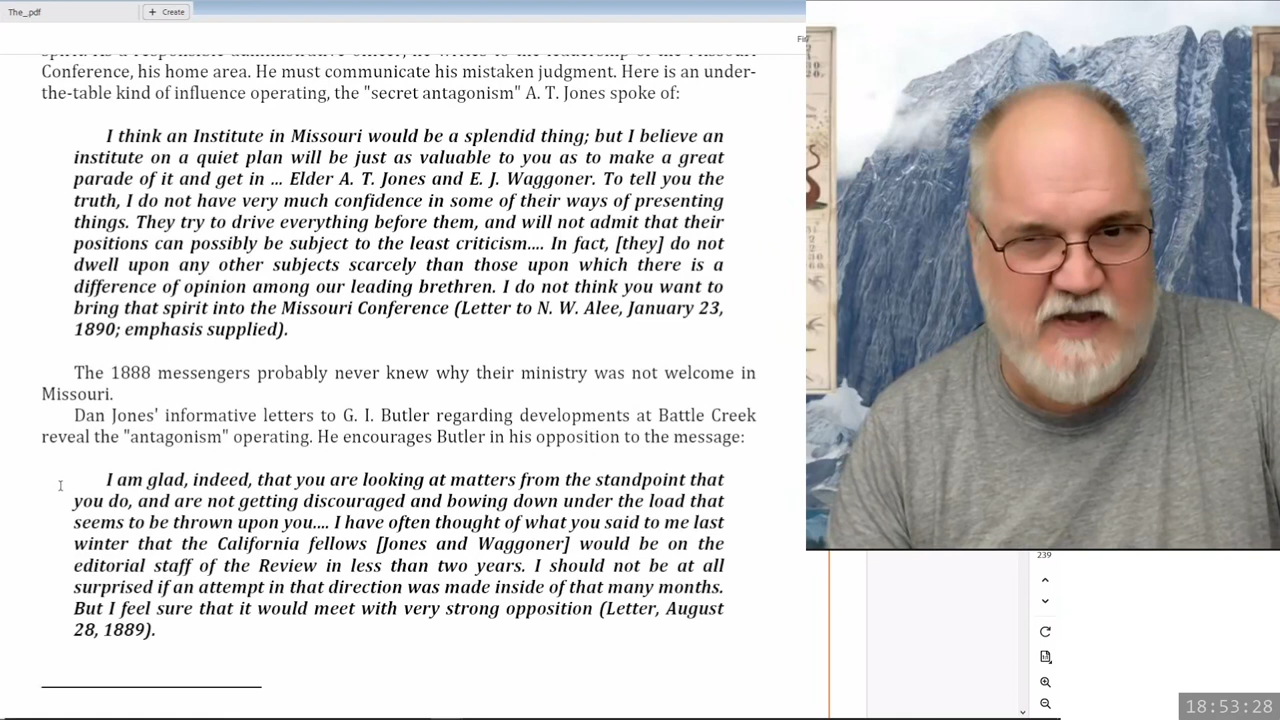 The_pdf
+ Create
spirit of a responsible administrative officer, he writes to the leadership of the Missouri
Conference, his home area. He must communicate his mistaken judgment. Here is an under-
the-table kind of influence operating, the "secret antagonism" A. T. Jones spoke of:
I think an Institute in Missouri would be a splendid thing; but I believe an
institute on a quiet plan will be just as valuable to you as to make a great
parade of it and get in ... Elder A. T. Jones and E. J. Waggoner. To tell you the
truth, I do not have very much confidence in some of their ways of presenting
things. They try to drive everything before them, and will not admit that their
positions can possibly be subject to the least criticism.... In fact, [they] do not
dwell upon any other subjects scarcely than those upon which there is a
difference of opinion among our leading brethren. I do not think you want to
bring that spirit into the Missouri Conference (Letter to N. W. Alee, January 23,
1890; emphasis supplied).
The 1888 messengers probably never knew why their ministry was not welcome in
Missouri.
Dan Jones' informative letters to G. I. Butler regarding developments at Battle Creek
reveal the "antagonism" operating. He encourages Butler in his opposition to the message:
I am glad, indeed, that you are looking at matters from the standpoint that
you do, and are not getting discouraged and bowing down under the load that
seems to be thrown upon you.... I have often thought of what you said to me last
winter that the California fellows [Jones and Waggoner] would be on the
editorial staff of the Review in less than two years. I should not be at all
surprised if an attempt in that direction was made inside of that many months.
But I feel sure that it would meet with very strong opposition (Letter, August
28, 1889).
239
18:53:28